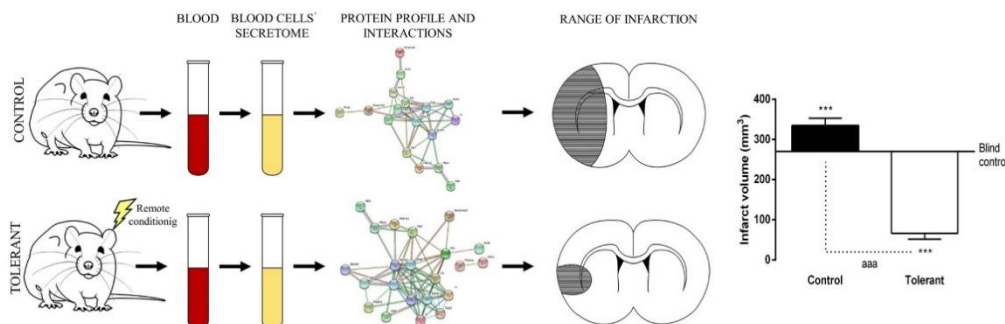 BLOOD
BLOOD CELLS´
SECRETOME
PROTEIN PROFILE AND
INTERACTIONS
RANGE OF INFARCTION
CONTROL
TOLERANT
Remote
conditionig
Infarct volume (mm³)
400
300
200
100
0
***
Blind
control
***
aaa
Control
Tolerant